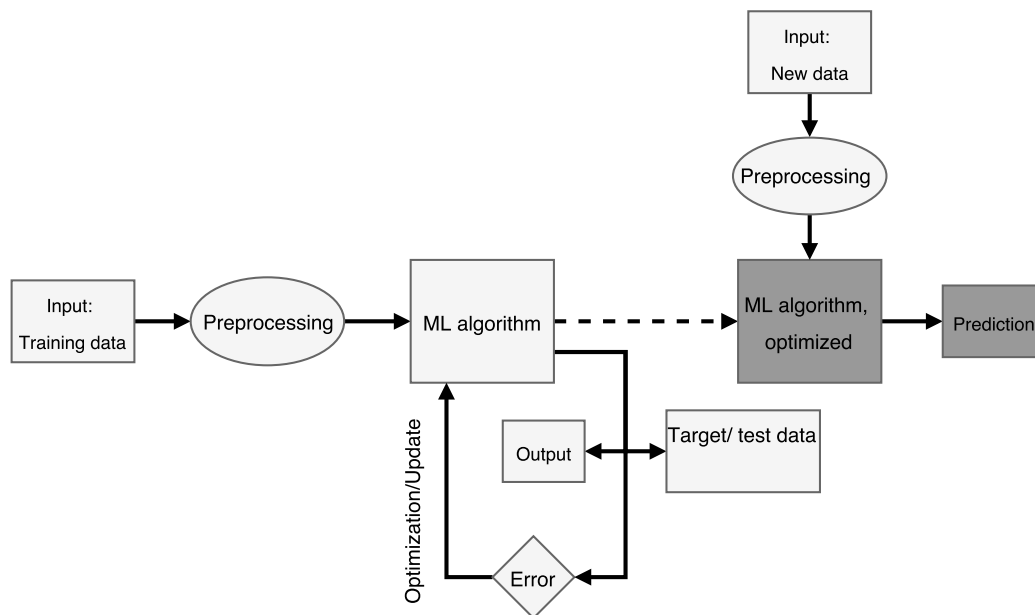 Input:
New data
Preprocessing
Input:
Training data
Preprocessing
ML algorithm
ML algorithm,
optimized
Prediction
Optimization/Update
Output
Target/ test data
Error